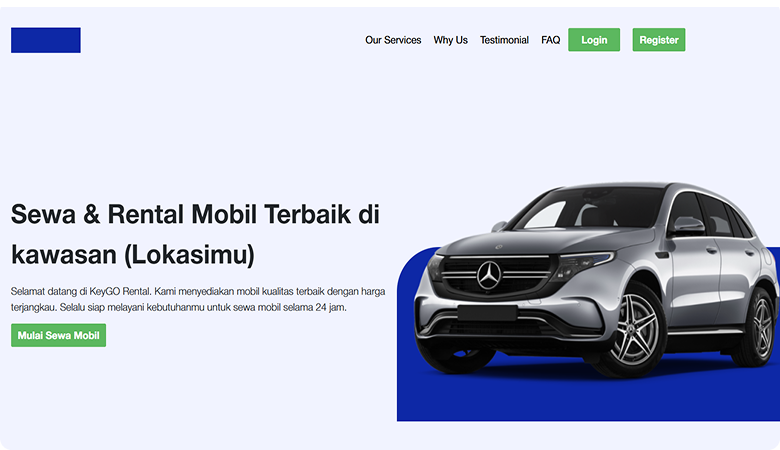 Our Services Why Us Testimonial FAQ Login Register
Sewa & Rental Mobil Terbaik di
kawasan (Lokasimu)
Selamat datang di KeyGO Rental. Kami menyediakan mobil kualitas terbaik dengan harga
terjangkau. Selalu siap melayani kebutuhanmu untuk sewa mobil selama 24 jam.
Mulai Sewa Mobil